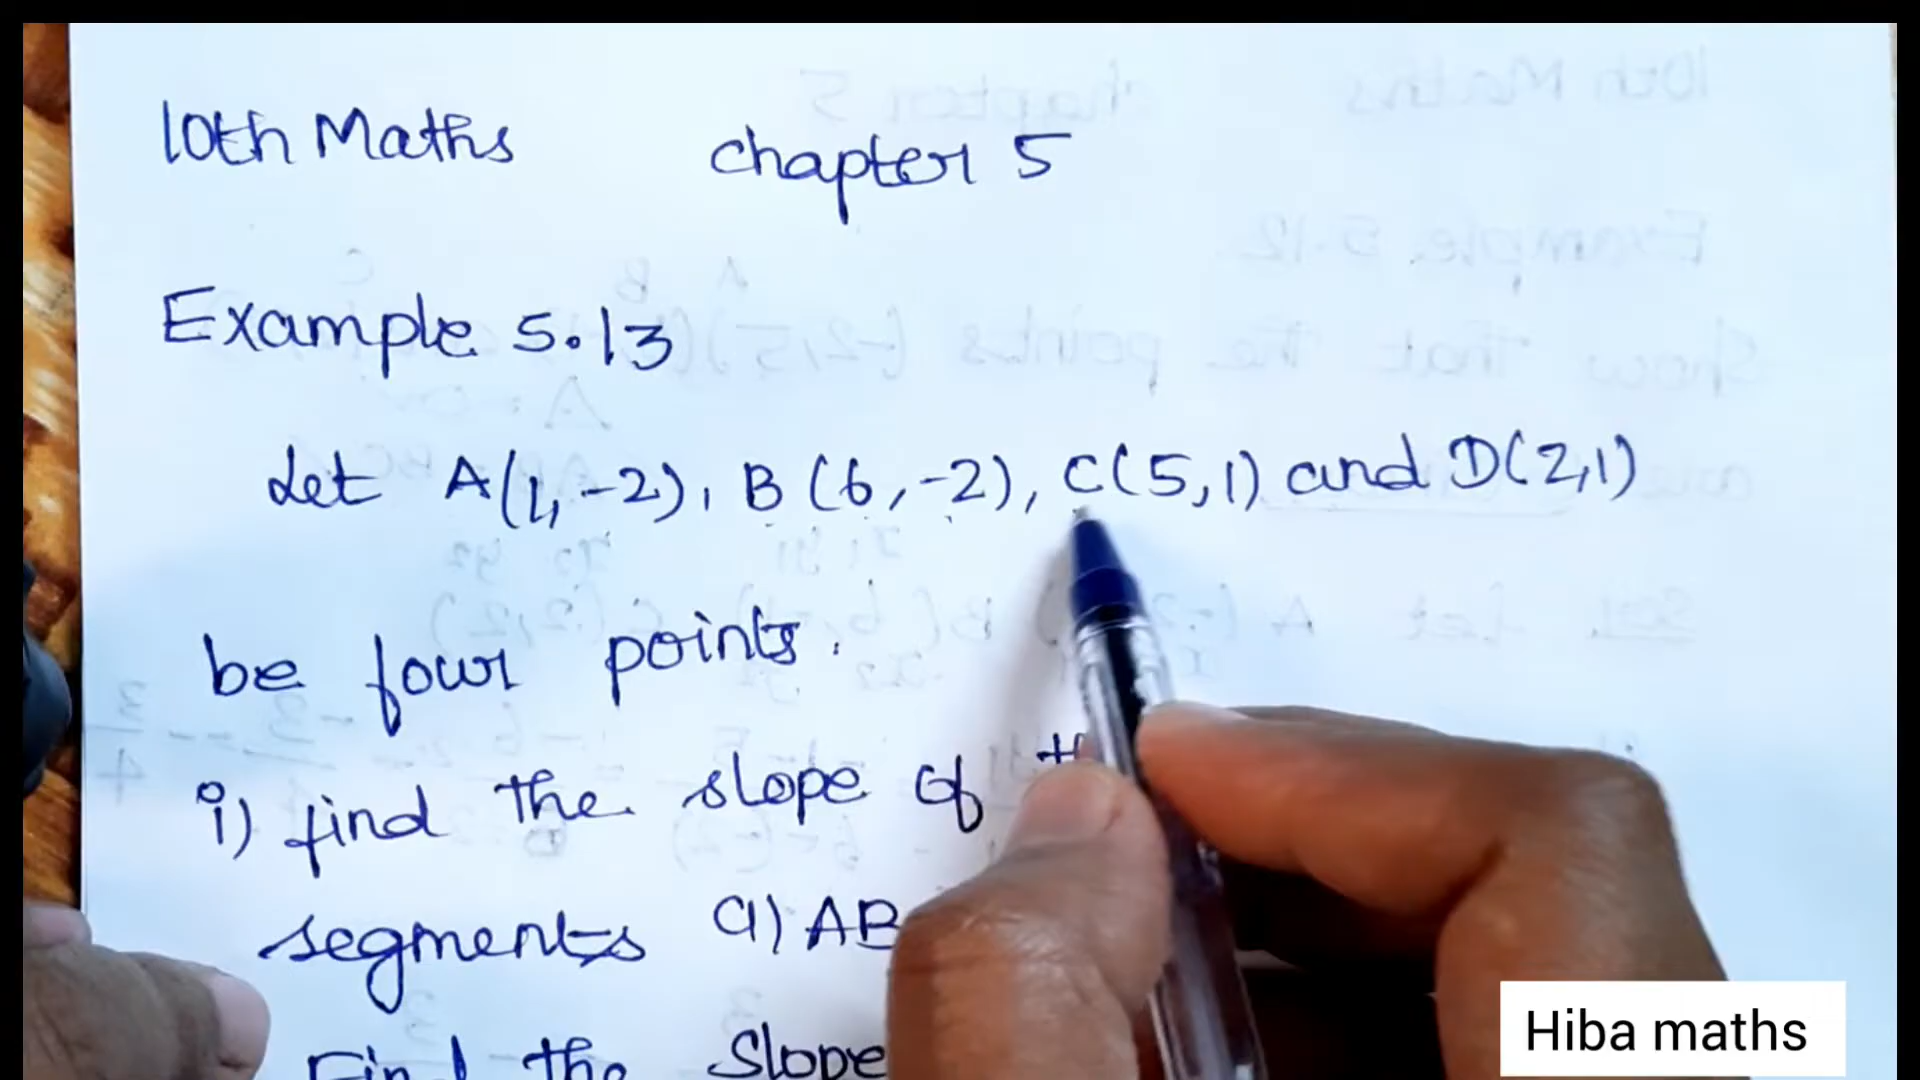 10th Maths chapter 5
Example 5.13
Let A(1,-2), B(6,-2), C(5,1) and D(2,1)
be four points.
i) find the slope of
segments a) AB
Find the Slope
Hiba maths